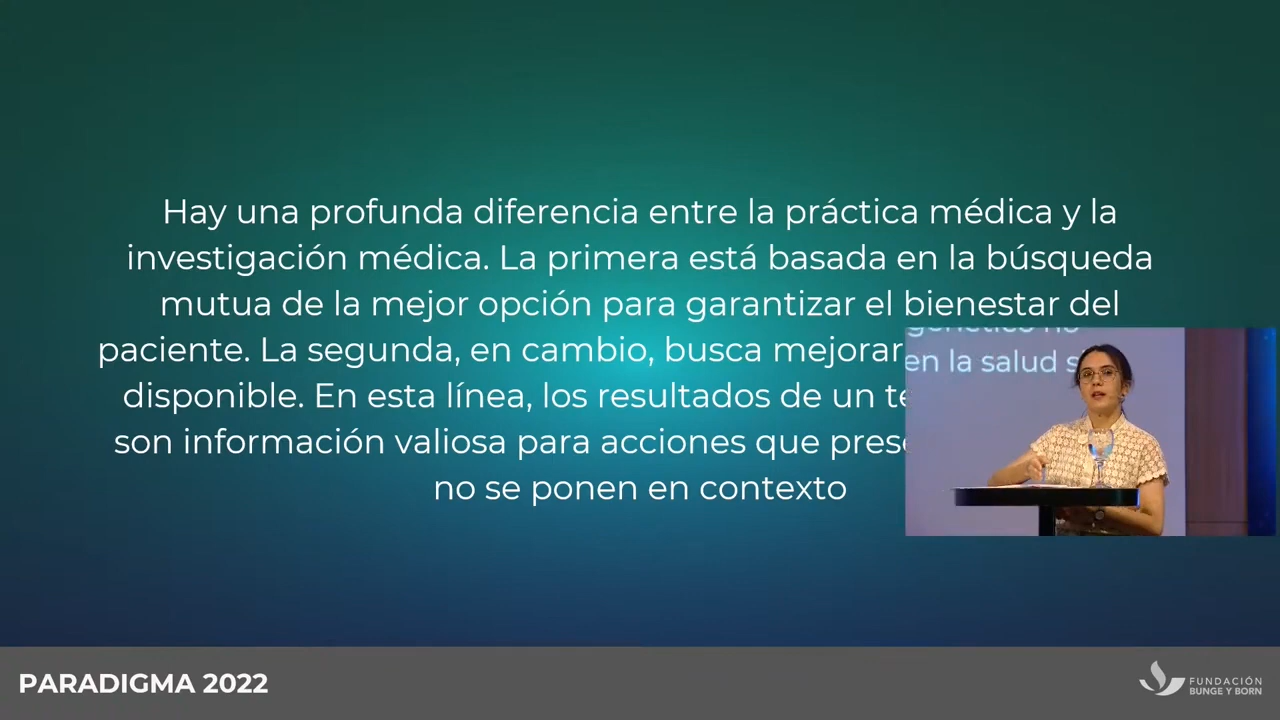 Hay una profunda diferencia entre la práctica médica y la
investigación médica. La primera está basada en la búsqueda
mutua de la mejor opción para garantizar el bienestar del
paciente. La segunda, en cambio, busca mejorar
disponible. En esta línea, los resultados de un
son información valiosa para acciones que
no se ponen en contexto
genético no
en la salud
PARADIGMA 2022
FUNDACIÓN
BUNGE Y BORN